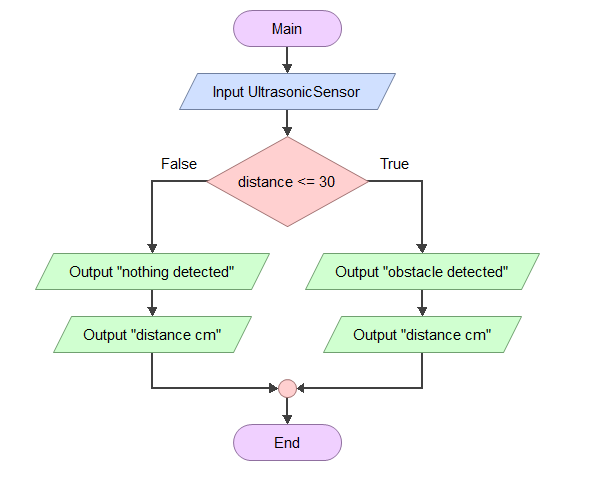 Main
Input UltrasonicSensor
False
True
distance <= 30
Output "nothing detected"
Output "obstacle detected"
Output "distance cm"
Output "distance cm"
End